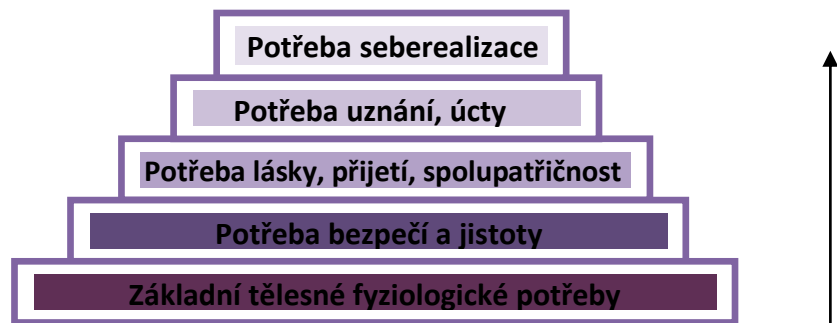 Potřeba seberealizace
Potřeba uznání, úcty
Potřeba lásky, přijetí, spolupatřičnost
Potřeba bezpečí a jistoty
Základní tělesné fyziologické potřeby